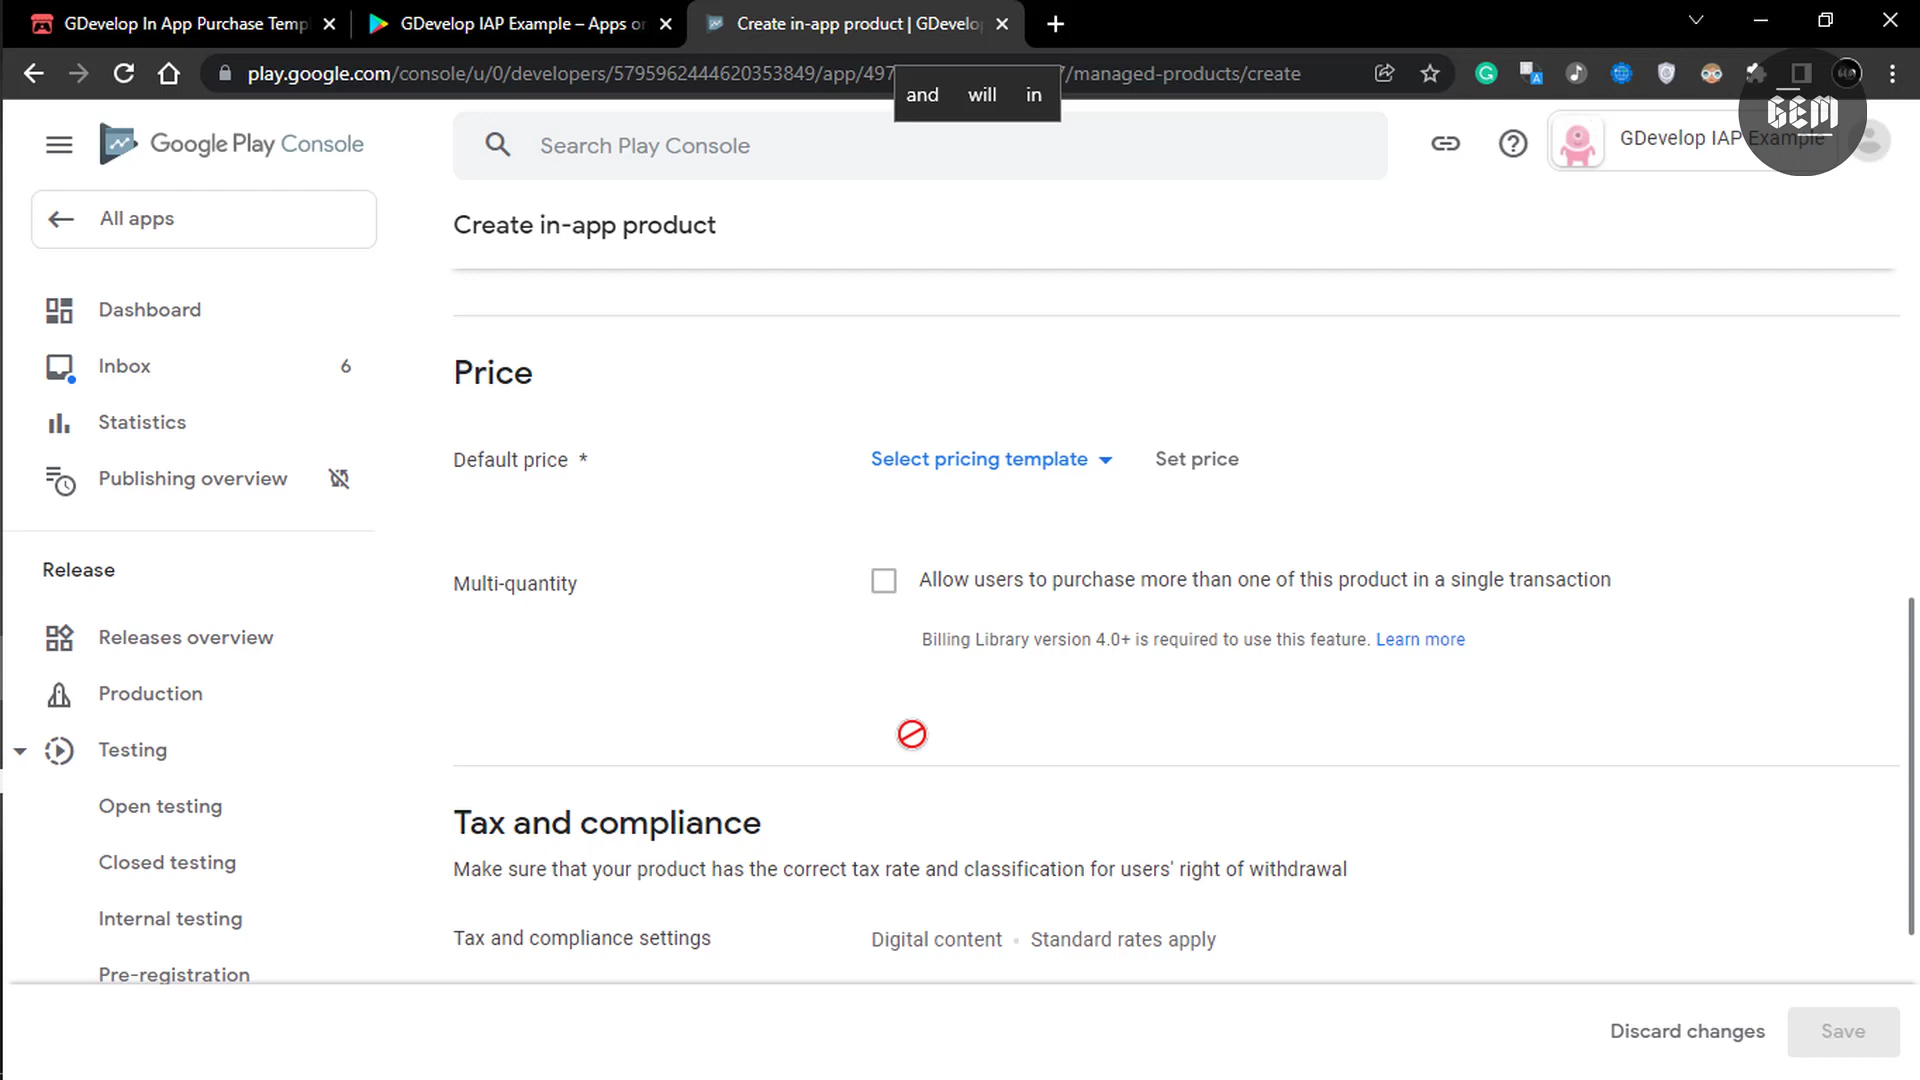 GDevelop In App Purchase Temp
GDevelop IAP Example – Apps on
Create in-app product | GDevelo
play.google.com/console/u/0/developers/5795962444620353849/app/497
/managed-products/create
and will in
Google Play Console
Search Play Console
GDevelop IAP Example
GEM
All apps
Create in-app product
Dashboard
Inbox 6
Statistics
Publishing overview
Release
Releases overview
Production
Testing
Open testing
Closed testing
Internal testing
Pre-registration
Price
Default price *
Select pricing template
Set price
Multi-quantity
Allow users to purchase more than one of this product in a single transaction
Billing Library version 4.0+ is required to use this feature. Learn more
Tax and compliance
Make sure that your product has the correct tax rate and classification for users' right of withdrawal
Tax and compliance settings
Digital content • Standard rates apply
Discard changes
Save